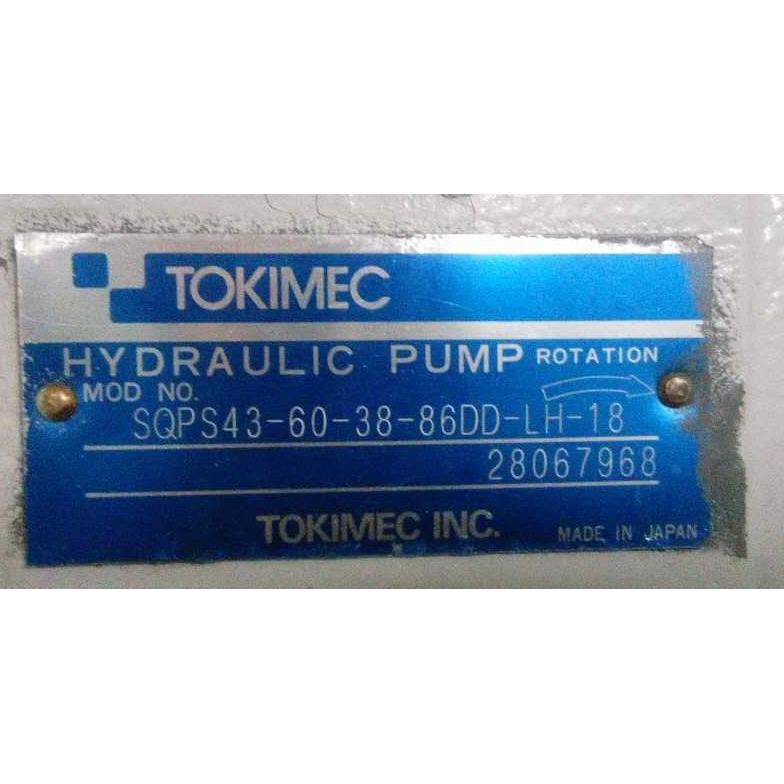 TOKIMEC
HYDRAULIC PUMP ROTATION
MOD NO.
SQPS43-60-38-86DD-LH-18
28067968
TOKIMEC INC. MADE IN JAPAN